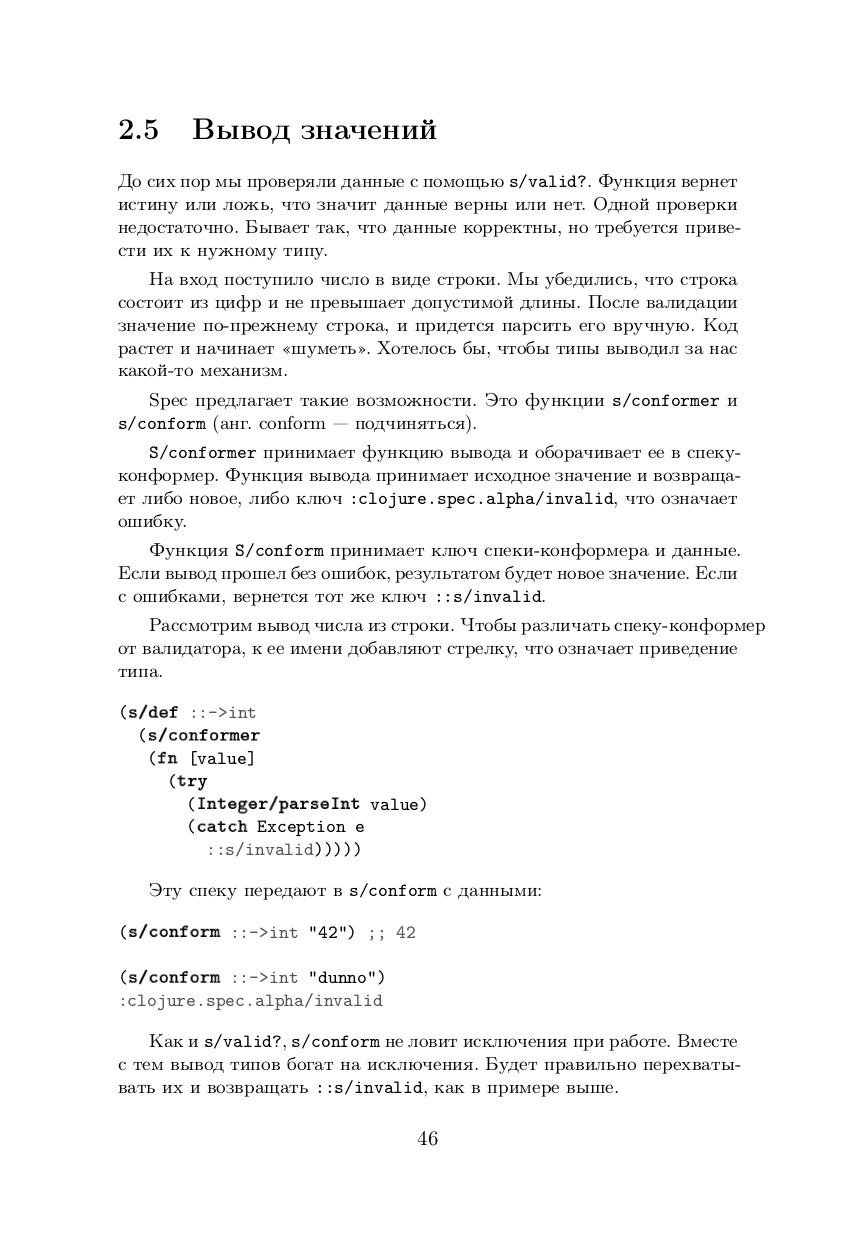 2.5 Вывод значений
До сих пор мы проверяли данные с помощью s/valid?. Функция вернет
истину или ложь, что значит данные верны или нет. Одной проверки
недостаточно. Бывает так, что данные корректны, но требуется приве-
сти их к нужному типу.
На вход поступило число в виде строки. Мы убедились, что строка
состоит из цифр и не превышает допустимой длины. После валидации
значение по-прежнему строка, и придется парсить его вручную. Код
растет и начинает «шуметь». Хотелось бы, чтобы типы выводил за нас
какой-то механизм.
Spec предлагает такие возможности. Это функции s/conformer и
s/conform (анг. conform — подчиняться).
S/conformer принимает функцию вывода и оборачивает ее в спеку-
конформер. Функция вывода принимает исходное значение и возвраща-
ет либо новое, либо ключ :clojure.spec.alpha/invalid, что означает
ошибку.
Функция S/conform принимает ключ спеки-конформера и данные.
Если вывод прошел без ошибок, результатом будет новое значение. Если
с ошибками, вернется тот же ключ ::s/invalid.
Рассмотрим вывод числа из строки. Чтобы различать спеку-конформер
от валидатора, к ее имени добавляют стрелку, что означает приведение
типа.
(s/def ::->int
  (s/conformer
   (fn [value]
     (try
       (Integer/parseInt value)
       (catch Exception e
         ::s/invalid)))))
Эту спеку передают в s/conform с данными:
(s/conform ::->int "42") ;; 42
(s/conform ::->int "dunno")
:clojure.spec.alpha/invalid
Как и s/valid?, s/conform не ловит исключения при работе. Вместе
с тем вывод типов богат на исключения. Будет правильно перехваты-
вать их и возвращать ::s/invalid, как в примере выше.
46